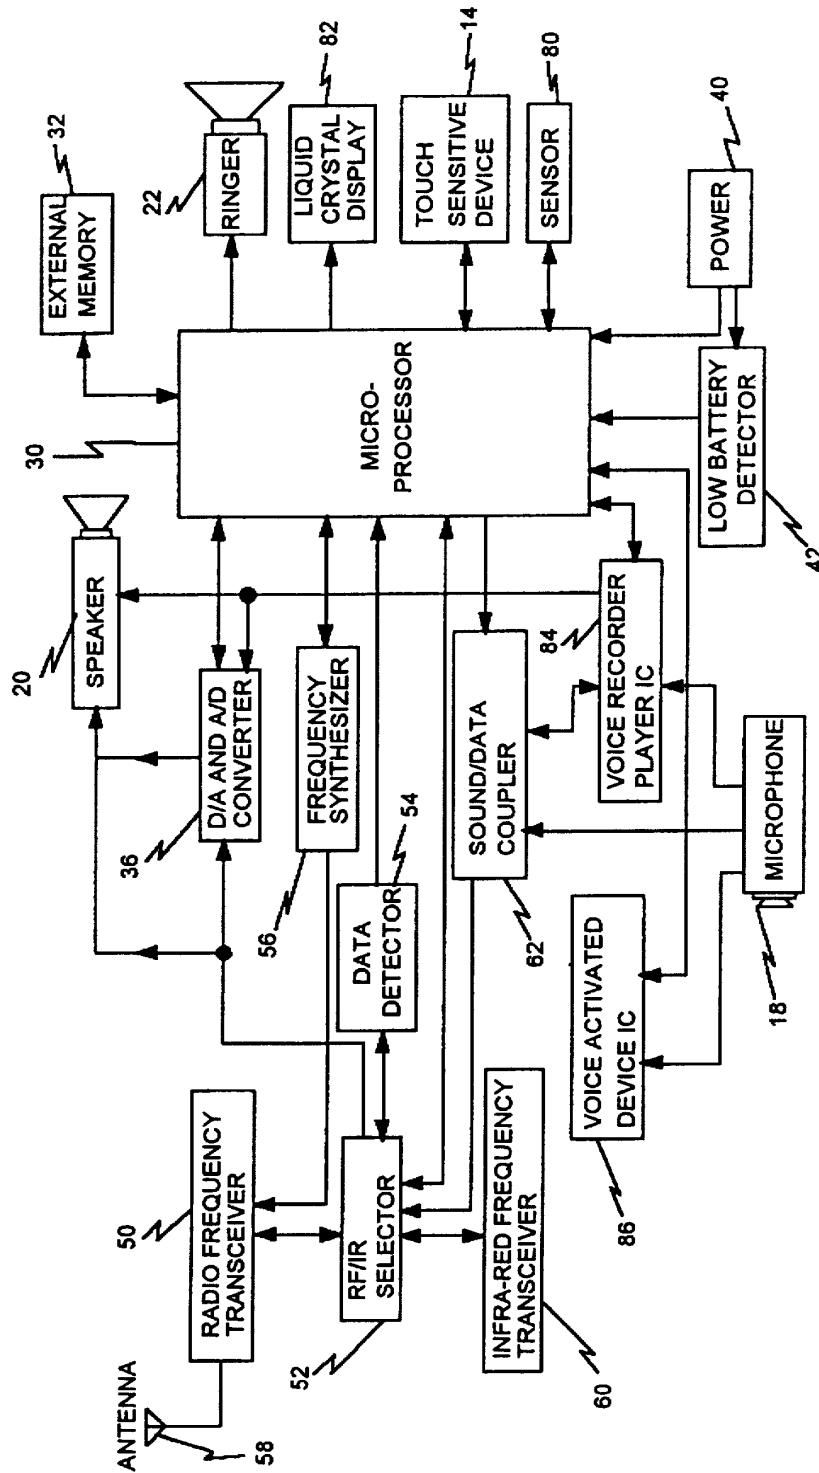 ANTENNA
58
50
RADIO FREQUENCY
TRANSCEIVER
RF/IR
SELECTOR
52
INFRA-RED FREQUENCY
TRANSCEIVER
60
20
SPEAKER
36
D/A AND A/D
CONVERTER
56
FREQUENCY
SYNTHESIZER
DATA
DETECTOR
54
SOUND/DATA
COUPLER
62
84
VOICE RECORDER
PLAYER IC
VOICE ACTIVATED
DEVICE IC
86
MICROPHONE
18
30
MICRO-
PROCESSOR
32
EXTERNAL
MEMORY
22
RINGER
LIQUID
CRYSTAL
DISPLAY
82
TOUCH
SENSITIVE
DEVICE
14
SENSOR
80
POWER
40
LOW BATTERY
DETECTOR
42